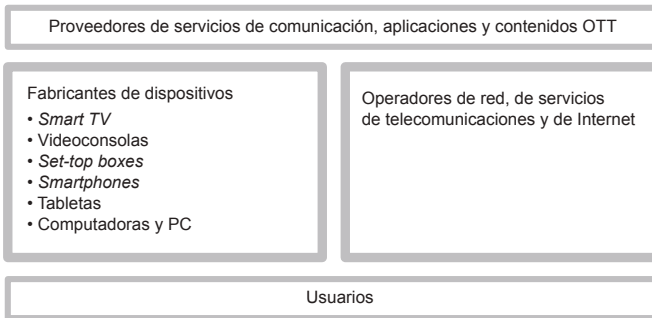 Proveedores de servicios de comunicación, aplicaciones y contenidos OTT
Fabricantes de dispositivos
• Smart TV
• Videoconsolas
• Set-top boxes
• Smartphones
• Tabletas
• Computadoras y PC
Operadores de red, de servicios
de telecomunicaciones y de Internet
Usuarios